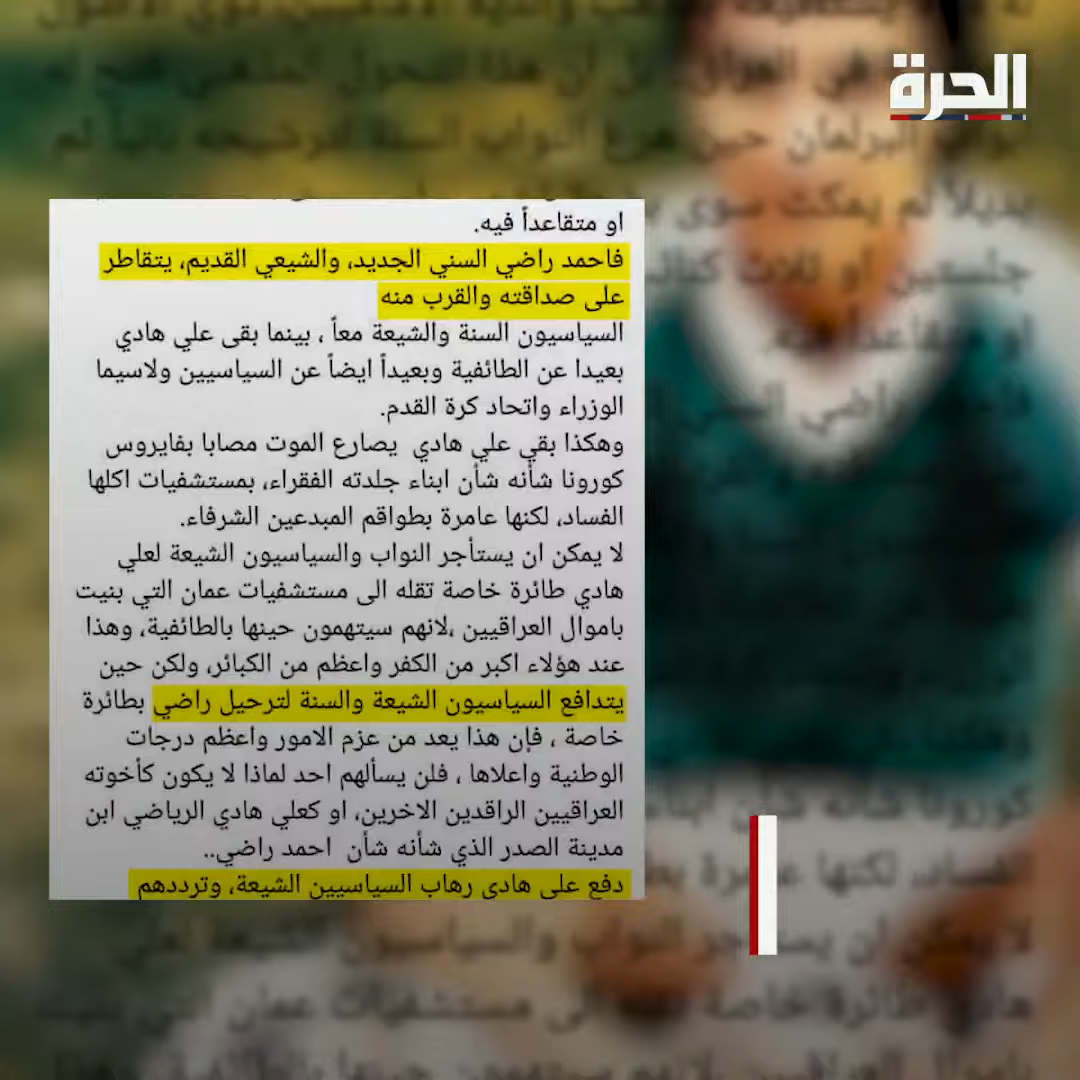 الحرة
او متقاعداً فيه.
فاحمد راضي السني الجديد، والشيعي القديم، يتقاطر
على صداقته والقرب منه
السياسيون السنة والشيعة معاً ، بينما بقى علي هادي
بعيدا عن الطائفية وبعيداً ايضاً عن السياسيين ولاسيما
الوزراء واتحاد كرة القدم.
وهكذا بقي علي هادي يصارع الموت مصابا بفايروس
كورونا شأنه شأن ابناء جلدته الفقراء، بمستشفيات اكلها
الفساد، لكنها عامرة بطواقم المبدعين الشرفاء.
لا يمكن ان يستأجر النواب والسياسيون الشيعة لعلي
هادي طائرة خاصة تقله الى مستشفيات عمان التي بنيت
باموال العراقيين ،لانهم سيتهمون حينها بالطائفية، وهذا
عند هؤلاء اكبر من الكفر واعظم من الكبائر، ولكن حين
يتدافع السياسيون الشيعة والسنة لترحيل راضي بطائرة
خاصة ، فإن هذا يعد من عزم الامور واعظم درجات
الوطنية واعلاها ، فلن يسألهم احد لماذا لا يكون كأخوته
العراقيين الراقدين الاخرين، او كعلي هادي الرياضي ابن
مدينة الصدر الذي شأنه شأن احمد راضي..
دفع علي هادي رهاب السياسيين الشيعة، وترددهم